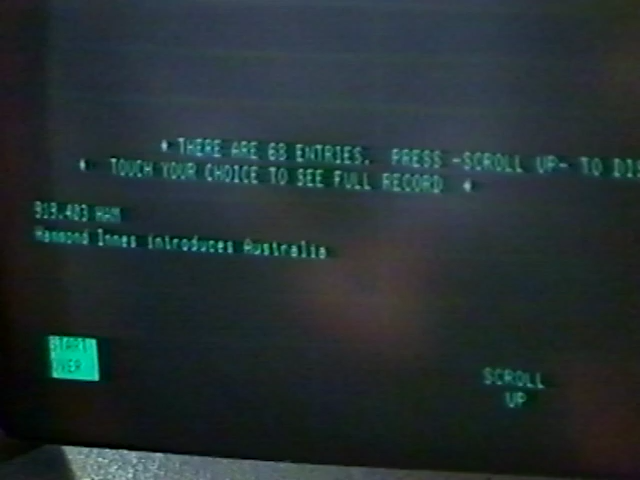 * THERE ARE 63 ENTRIES. PRESS -SCROLL UP- TO DIS
* TOUCH YOUR CHOICE TO SEE FULL RECORD *
919.403 HAM
Hammond Innes introduces Australia
START
OVER
SCROLL
UP